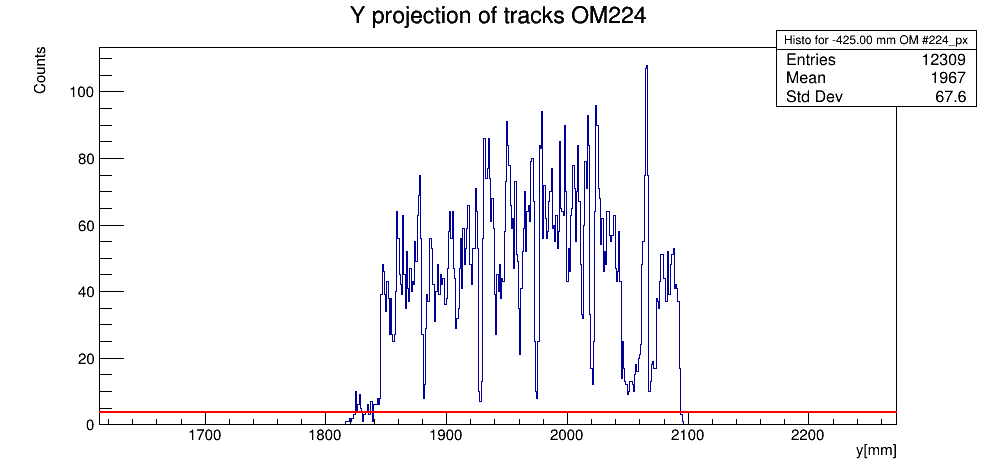 Y projection of tracks OM224
Histo for -425.00 mm OM #224_px
Entries 12309
Mean 1967
Std Dev 67.6
Counts
100
80
60
40
20
0
1700 1800 1900 2000 2100 2200
y[mm]